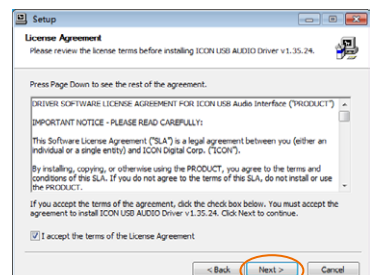 Setup
License Agreement
Please review the license terms before installing ICON USB AUDIO Driver v1.35.24.
Press Page Down to see the rest of the agreement.
DRIVER SOFTWARE LICENSE AGREEMENT FOR ICON USB Audio Interface ("PRODUCT")
IMPORTANT NOTICE - PLEASE READ CAREFULLY:
This Software License Agreement ("SLA") is a legal agreement between you (either an
individual or a single entity) and ICON Digital Corp. ("ICON").
By installing, copying, or otherwise using the PRODUCT, you agree to the terms and
conditions of this SLA. If you do not agree to the terms of this SLA, do not install or use
the PRODUCT.
If you accept the terms of the agreement, click the check box below. You must accept the
agreement to install ICON USB AUDIO Driver v1.35.24. Click Next to continue.
I accept the terms of the License Agreement
< Back Next > Cancel